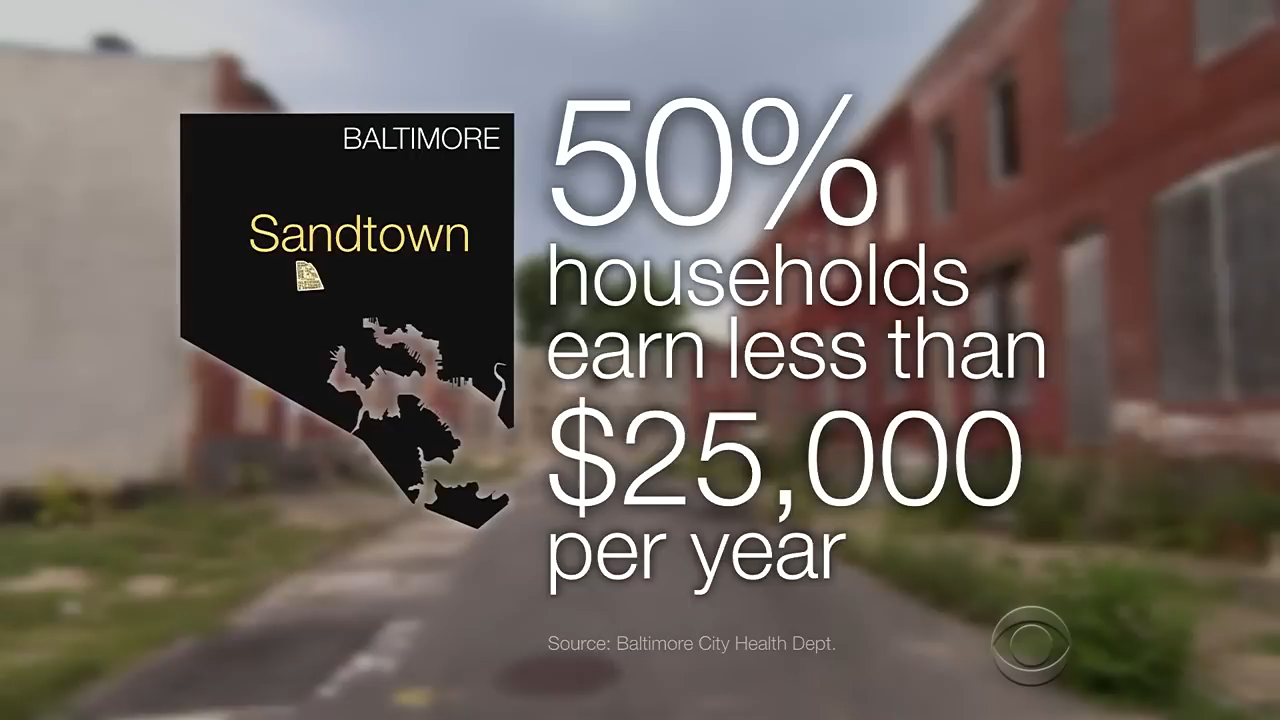 BALTIMORE
Sandtown
50%
households
earn less than
$25,000
per year
Source: Baltimore City Health Dept.